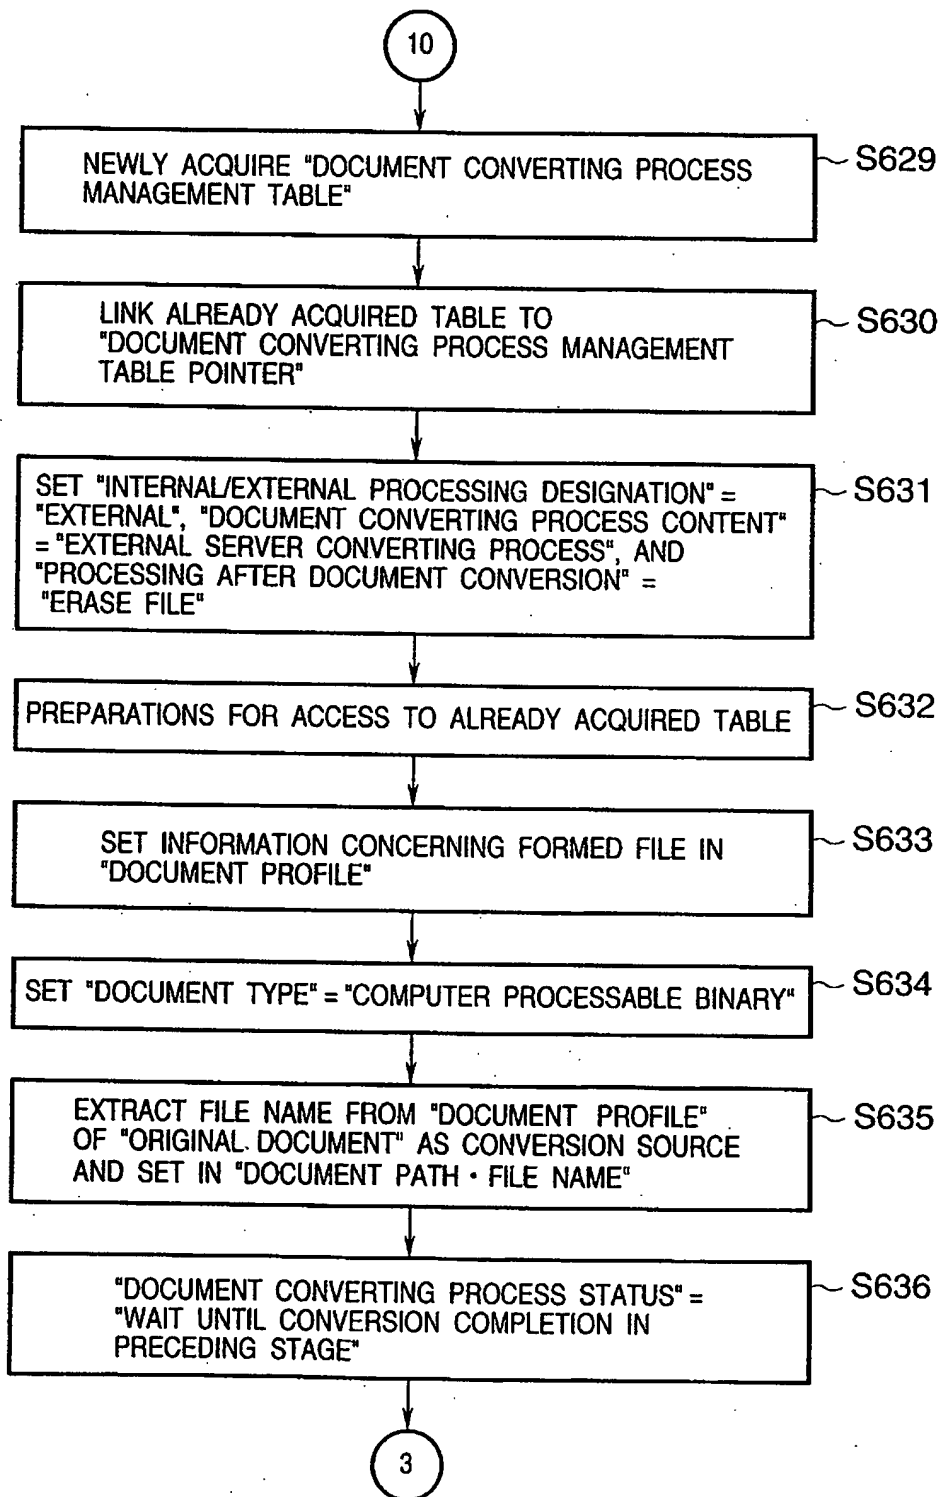 10
NEWLY ACQUIRE "DOCUMENT CONVERTING PROCESS
MANAGEMENT TABLE"
S629
LINK ALREADY ACQUIRED TABLE TO
"DOCUMENT CONVERTING PROCESS MANAGEMENT
TABLE POINTER"
S630
SET "INTERNAL/EXTERNAL PROCESSING DESIGNATION" =
"EXTERNAL", "DOCUMENT CONVERTING PROCESS CONTENT"
= "EXTERNAL SERVER CONVERTING PROCESS", AND
"PROCESSING AFTER DOCUMENT CONVERSION" =
"ERASE FILE"
S631
PREPARATIONS FOR ACCESS TO ALREADY ACQUIRED TABLE
S632
SET INFORMATION CONCERNING FORMED FILE IN
"DOCUMENT PROFILE"
S633
SET "DOCUMENT TYPE" = "COMPUTER PROCESSABLE BINARY"
S634
EXTRACT FILE NAME FROM "DOCUMENT PROFILE"
OF "ORIGINAL DOCUMENT" AS CONVERSION SOURCE
AND SET IN "DOCUMENT PATH・FILE NAME"
S635
"DOCUMENT CONVERTING PROCESS STATUS" =
"WAIT UNTIL CONVERSION COMPLETION IN
PRECEDING STAGE"
S636
3